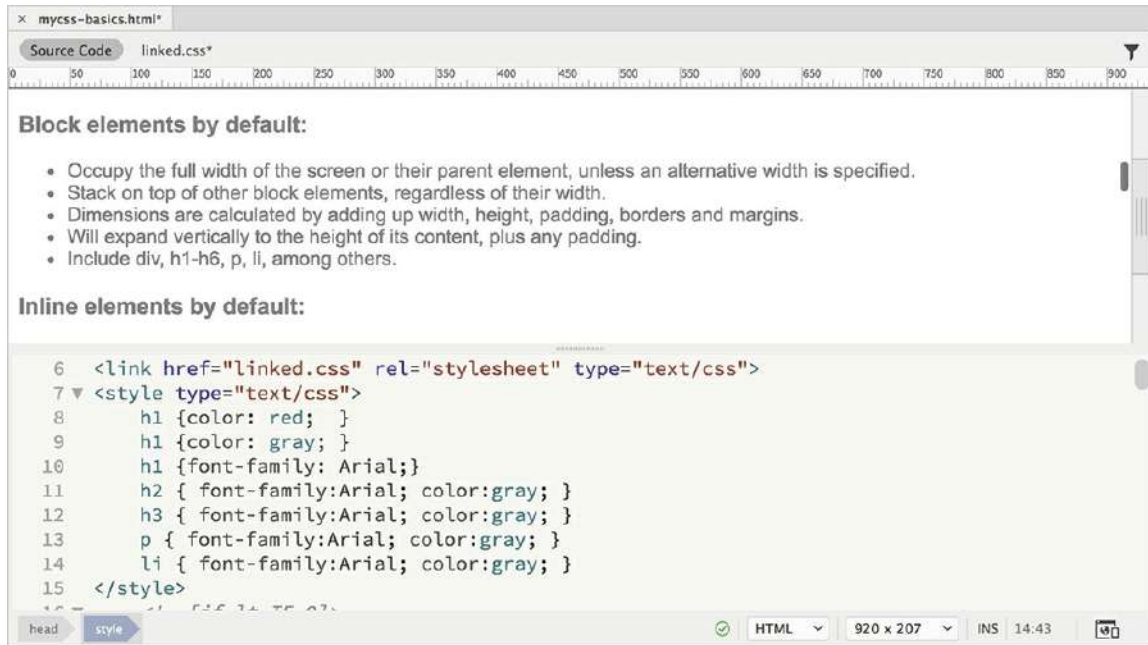 × mycss-basics.html*
Source Code linked.css*
0 50 100 150 200 250 300 350 400 450 500 550 600 650 700 750 800 850 900
Block elements by default:
• Occupy the full width of the screen or their parent element, unless an alternative width is specified.
• Stack on top of other block elements, regardless of their width.
• Dimensions are calculated by adding up width, height, padding, borders and margins.
• Will expand vertically to the height of its content, plus any padding.
• Include div, h1-h6, p, li, among others.
Inline elements by default:
6 <link href="linked.css" rel="stylesheet" type="text/css">
7 ▼ <style type="text/css">
8 h1 {color: red;  }
9 h1 {color: gray; }
10 h1 {font-family: Arial;}
11 h2 { font-family:Arial; color:gray; }
12 h3 { font-family:Arial; color:gray; }
13 p { font-family:Arial; color:gray; }
14 li { font-family:Arial; color:gray; }
15 </style>
head style HTML 920 x 207 INS 14:43